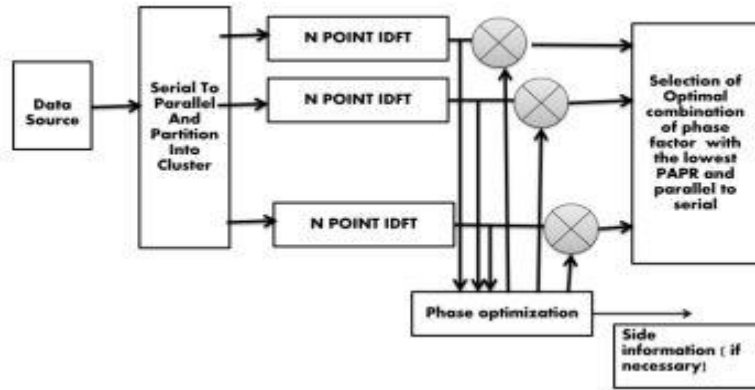 Data
Source
Serial To
Parallel
And
Partition
Into
Cluster
N POINT IDFT
N POINT IDFT
N POINT IDFT
Selection of
Optimal
combination
of phase
factor with
the lowest
PAPR and
parallel to
serial
Phase optimization
Side
information ( if
necessary)